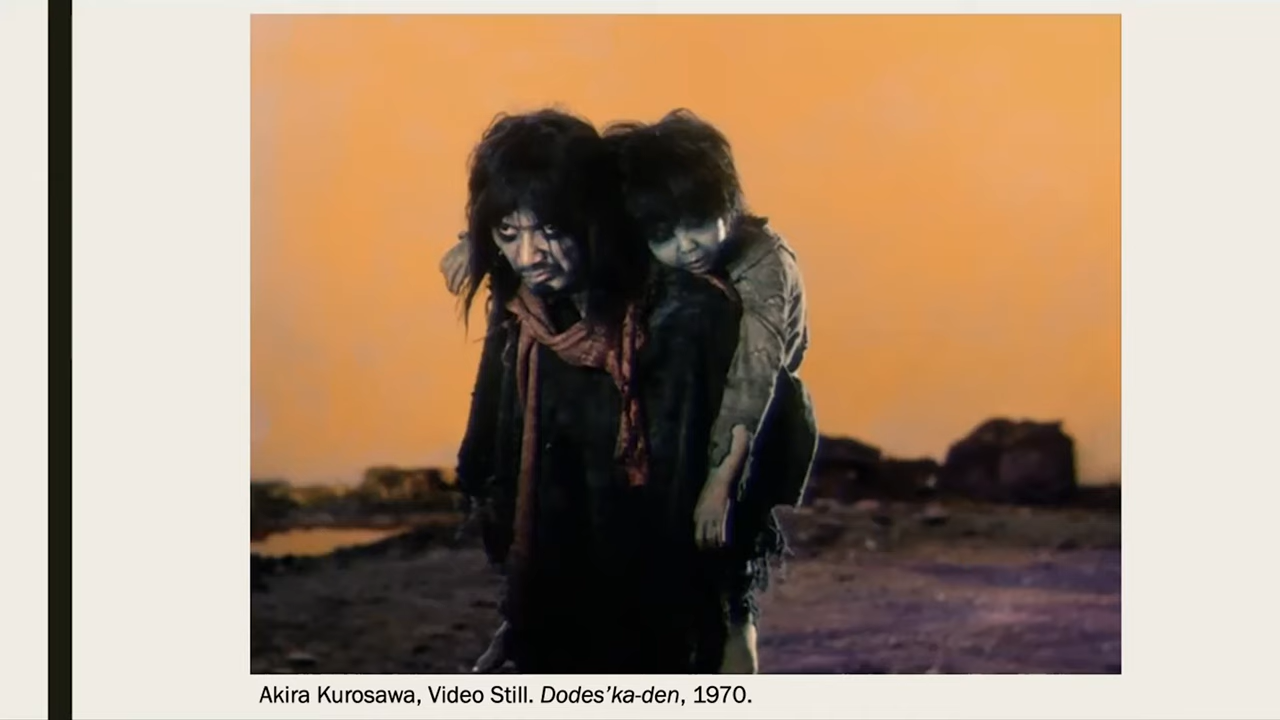 Akira Kurosawa, Video Still. Dodes’ka-den, 1970.